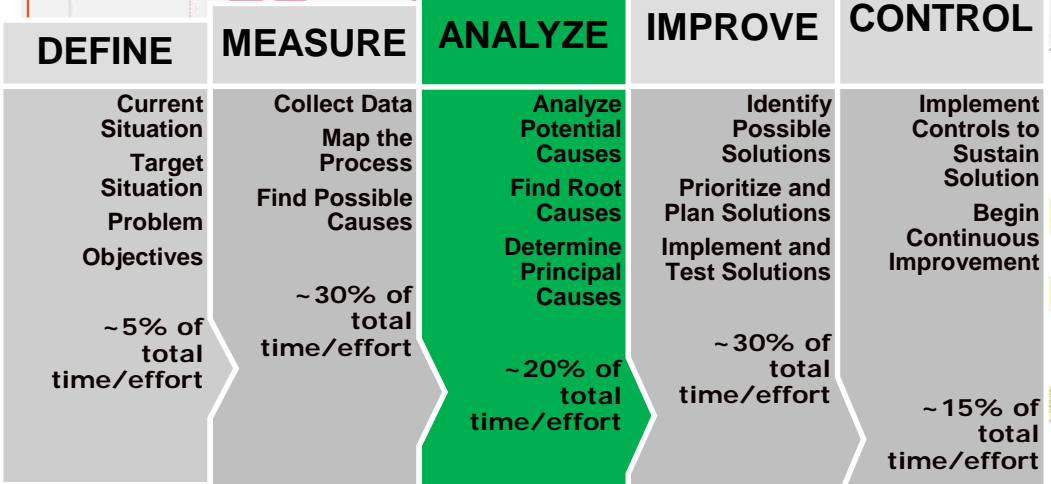 DEFINE
Current
Situation
Target
Situation
Problem
Objectives
~5% of
total
time/effort
MEASURE
Collect Data
Map the
Process
Find Possible
Causes
~30% of
total
time/effort
ANALYZE
Analyze
Potential
Causes
Find Root
Causes
Determine
Principal
Causes
~20% of
total
time/effort
IMPROVE
Identify
Possible
Solutions
Prioritize and
Plan Solutions
Implement and
Test Solutions
~30% of
total
time/effort
CONTROL
Implement
Controls to
Sustain
Solution
Begin
Continuous
Improvement
~15% of
total
time/effort